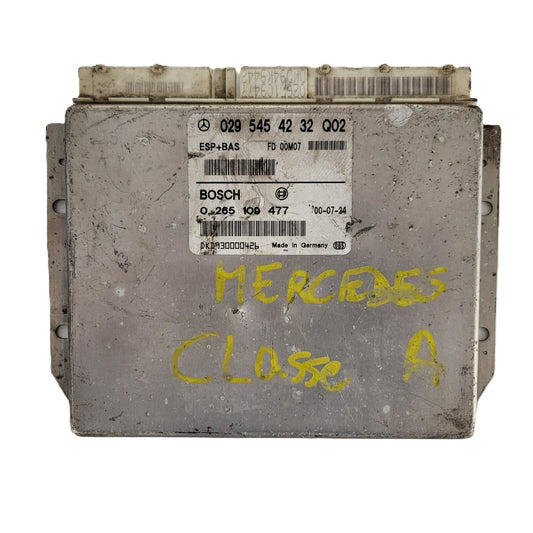 029 545 42 32 Q02
ESP+BAS FD 00M07
BOSCH
0 265 109 477 00-07-24
DK0930000426 Made in Germany
MERCEDES
CLasse A